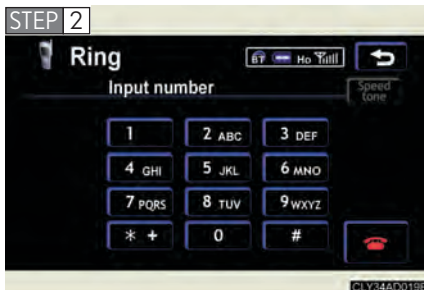 STEP 2
Ring
BT Ho
Input number
Speed tone
1
2 ABC
3 DEF
4 GHI
5 JKL
6 MNO
7 PQRS
8 TUV
9 WXYZ
* +
0
#
CLY34AD019E